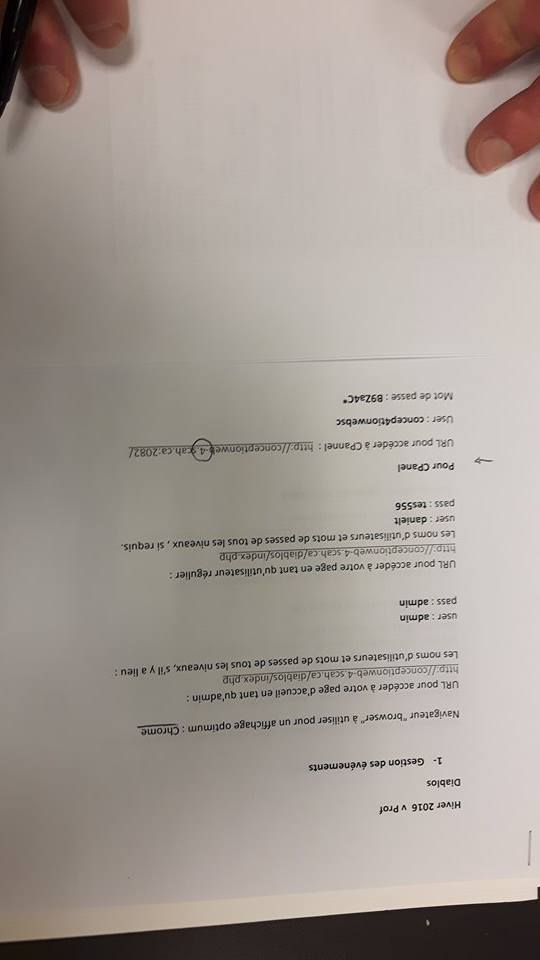 Hiver 2016 v Prof
Diablos
1- Gestion des événements
Navigateur "browser" à utiliser pour un affichage optimum : Chrome
URL pour accéder à votre page d'accueil en tant qu'admin :
http://conceptionweb-4.scah.ca/diablos/index.php
Les noms d'utilisateurs et mots de passes de tous les niveaux, s'il y a lieu :
user : admin
pass : admin
URL pour accéder à votre page en tant qu'utilisateur régulier :
http://conceptionweb-4.scah.ca/diablos/index.php
Les noms d'utilisateurs et mots de passes de tous les niveaux , si requis.
user : danielt
pass : tes556
Pour CPanel
URL pour accéder à CPannel : http://conceptionweb-4.scah.ca:2082/
User : concep4tionwebsc
Mot de passe : B9Za4C*